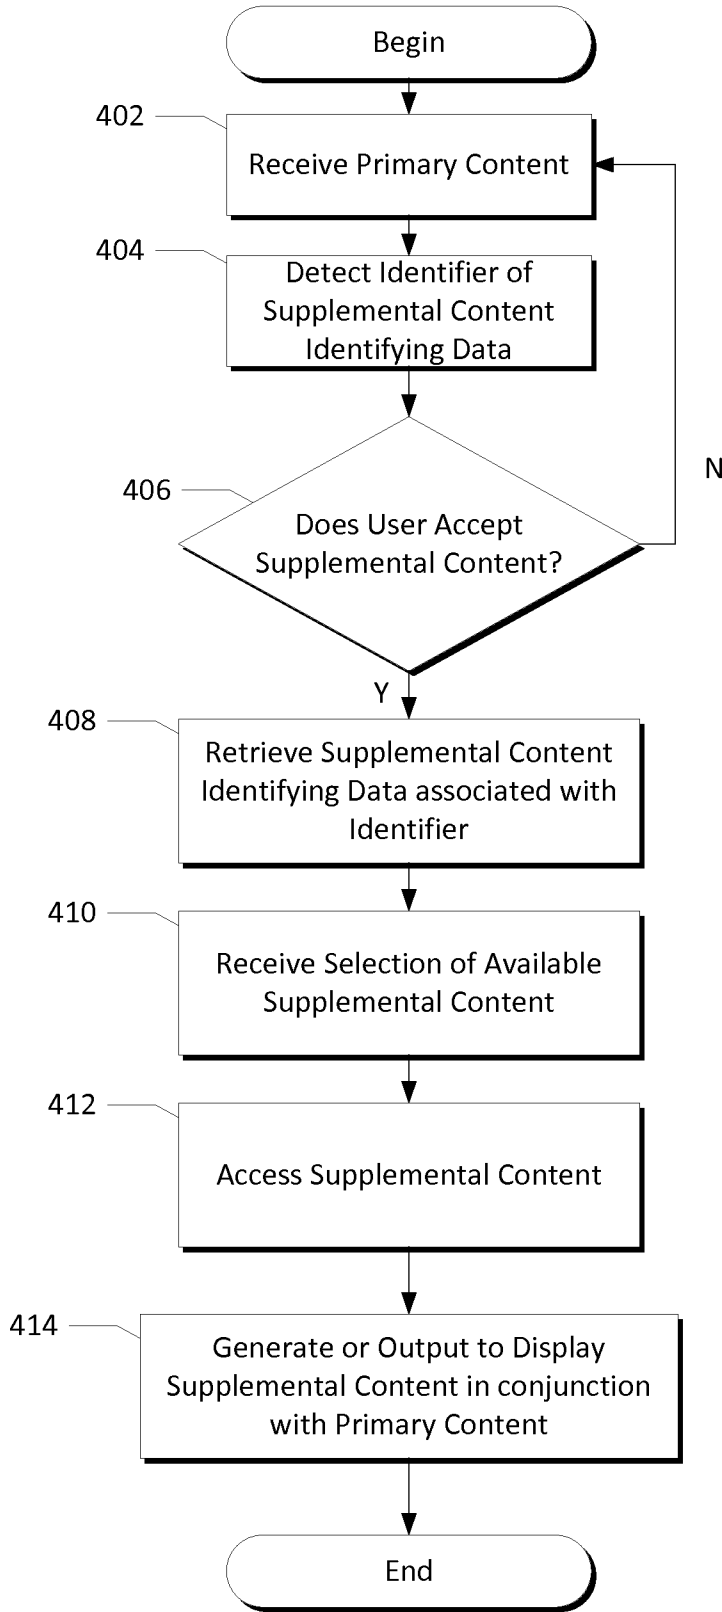 Begin
402
Receive Primary Content
404
Detect Identifier of
Supplemental Content
Identifying Data
406
Does User Accept
Supplemental Content?
N
Y
408
Retrieve Supplemental Content
Identifying Data associated with
Identifier
410
Receive Selection of Available
Supplemental Content
412
Access Supplemental Content
414
Generate or Output to Display
Supplemental Content in conjunction
with Primary Content
End